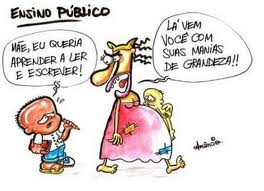 ENSINO PÚBLICO
MÃE, EU QUERIA
APRENDER A LER
E ESCREVER!
LÁ VEM
VOCÊ COM
SUAS MANIAS
DE GRANDEZA!!